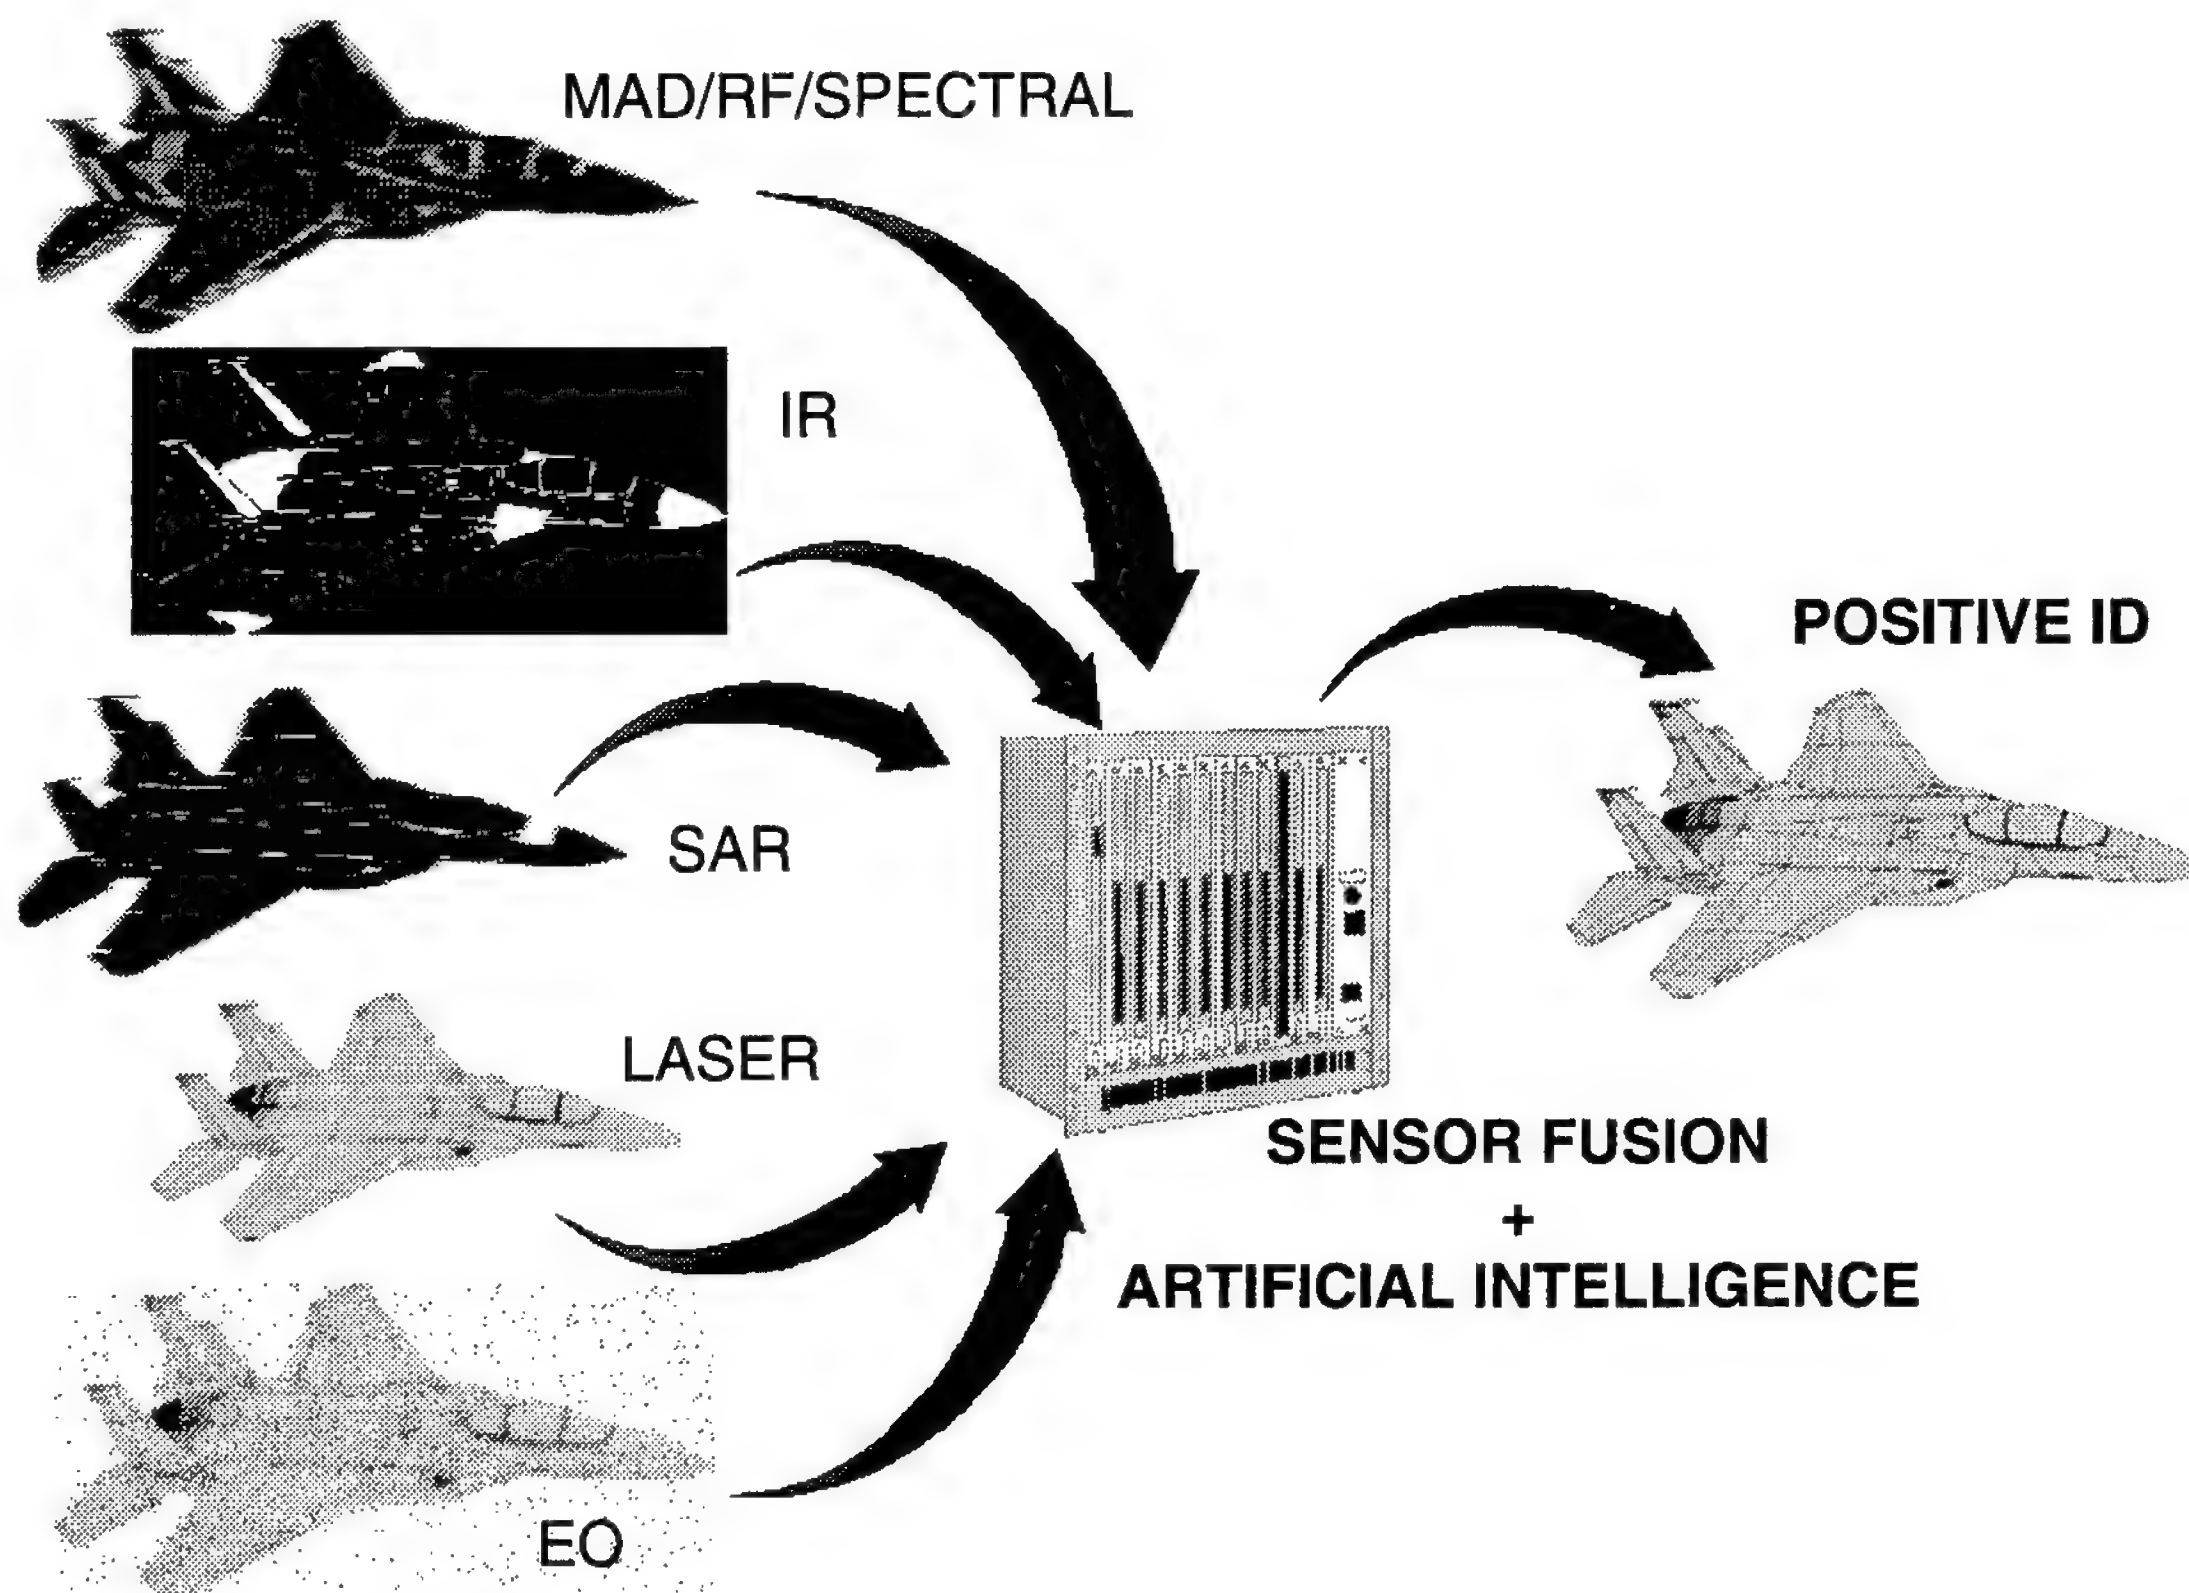 MAD/RF/SPECTRAL
IR
POSITIVE ID
SAR
LASER
SENSOR FUSION
+
ARTIFICIAL INTELLIGENCE
EO